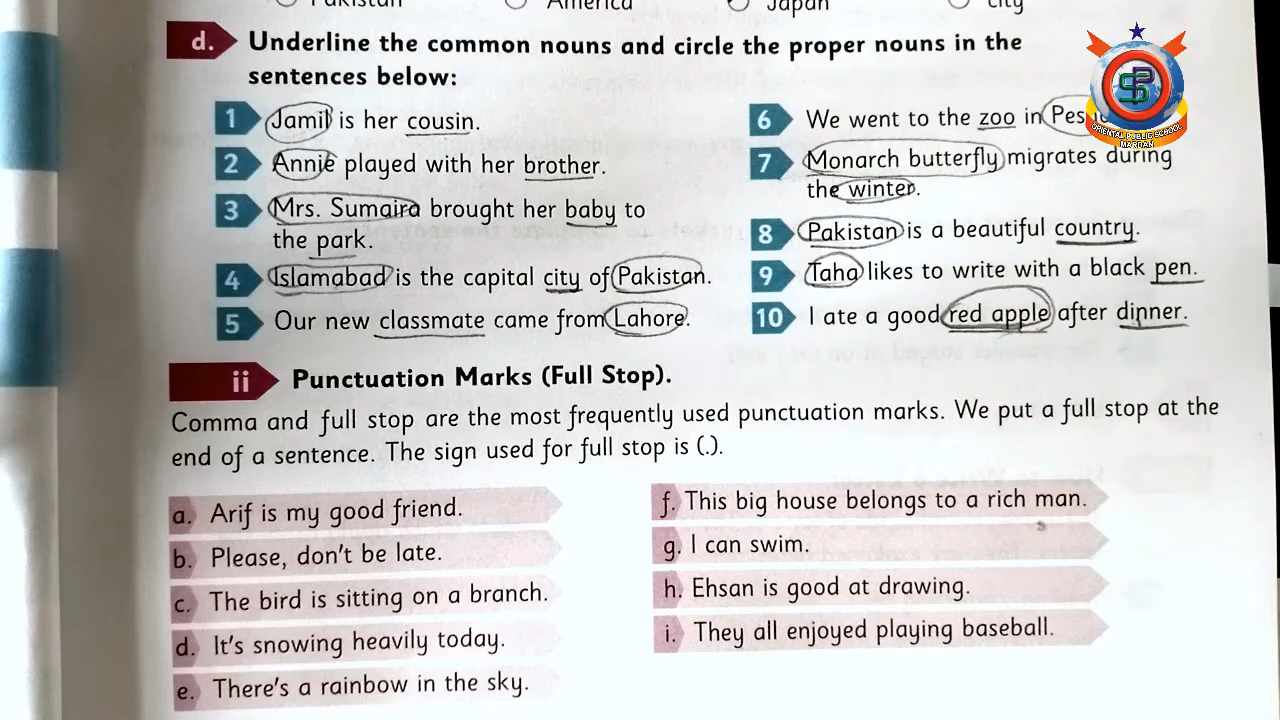 d. Underline the common nouns and circle the proper nouns in the
sentences below:
1 Jamil is her cousin.
2 Annie played with her brother.
3 Mrs. Sumaira brought her baby to
the park.
4 Islamabad is the capital city of Pakistan.
5 Our new classmate came from Lahore.
6 We went to the zoo in
7 Monarch butterfly migrates during
the winter.
8 Pakistan is a beautiful country.
9 Taha likes to write with a black pen.
10 I ate a good red apple after dinner.
ii Punctuation Marks (Full Stop).
Comma and full stop are the most frequently used punctuation marks. We put a full stop at the
end of a sentence. The sign used for full stop is (.).
a. Arif is my good friend.
b. Please, don't be late.
c. The bird is sitting on a branch.
d. It's snowing heavily today.
e. There's a rainbow in the sky.
f. This big house belongs to a rich man.
g. I can swim.
h. Ehsan is good at drawing.
i. They all enjoyed playing baseball.
ORIENTAL PUBLIC SCHOOL
MARDAN